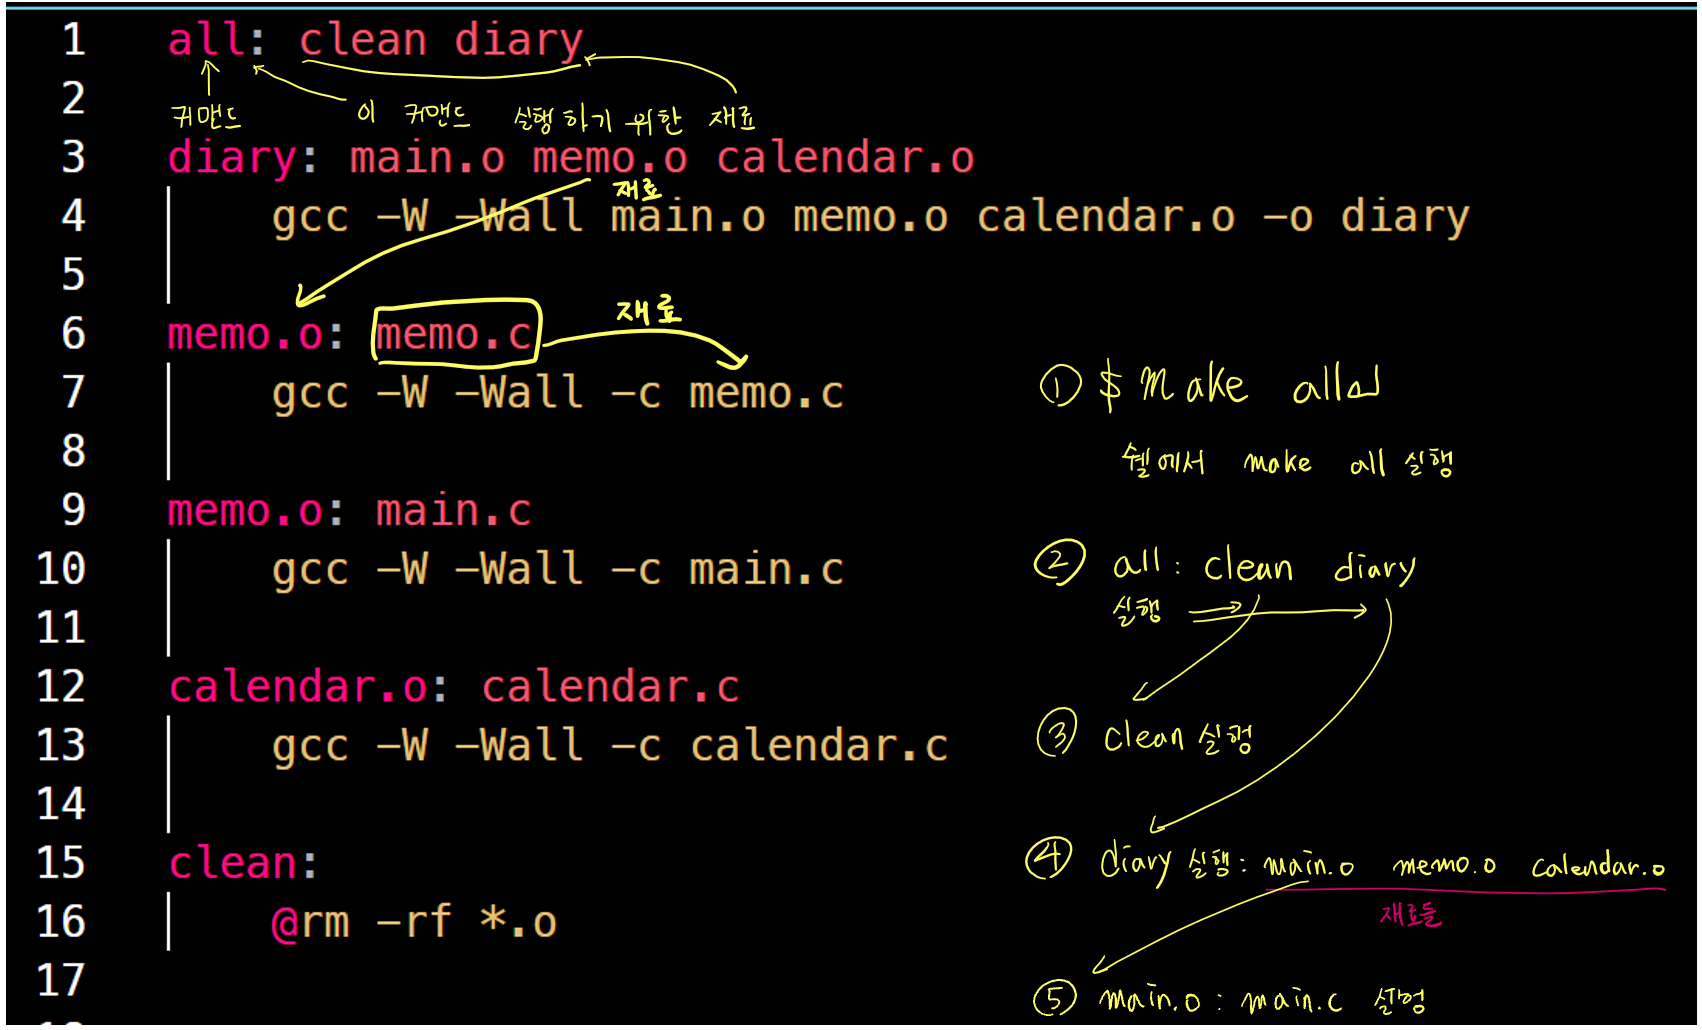 1 all: clean diary
2
커맨드 이 커맨드 실행하기 위한 재료
3 diary: main.o memo.o calendar.o
재료
4 gcc -W -Wall main.o memo.o calendar.o -o diary
5
재료
6 memo.o: memo.c
7 gcc -W -Wall -c memo.c
8
9 memo.o: main.c
10 gcc -W -Wall -c main.c
11
12 calendar.o: calendar.c
13 gcc -W -Wall -c calendar.c
14
15 clean:
16 @rm -rf *.o
17
① $ make all
쉘에서 make all 실행
② all : clean diary
실행
③ clean 실행
④ diary 실행 : main.o memo.o calendar.o
재료들
⑤ main.o : main.c 실행